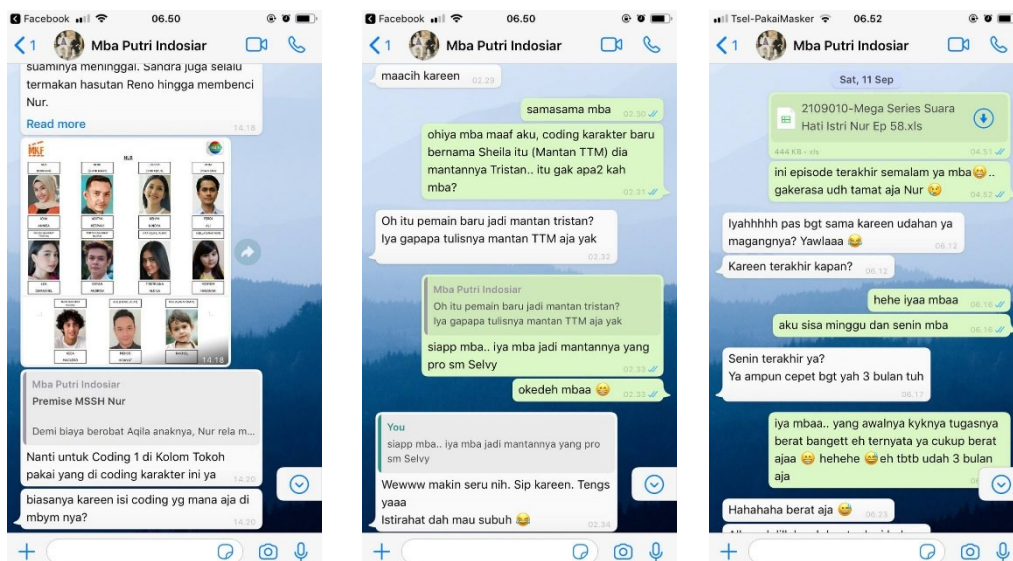 Facebook
06.50
1
Mba Putri Indosiar
suaminya meninggal. Sandra juga selalu
termakan hasutan Reno hingga membenci
Nur.
Read more
14.18
MKF
NUR
14.18
Mba Putri Indosiar
Premise MSSH Nur
Demi biaya berobat Aqila anaknya, Nur rela m...
Nanti untuk Coding 1 di Kolom Tokoh
pakai yang di coding karakter ini ya
14.20
biasanya kareen isi coding yg mana aja di
mbym nya?
14.20
Facebook
06.50
1
Mba Putri Indosiar
maacih kareen
02.29
samasama mba
02.30
ohiya mba maaf aku, coding karakter baru
bernama Sheila itu (Mantan TTM) dia
mantannya Tristan.. itu gak apa2 kah
mba?
02.31
Oh itu pemain baru jadi mantan tristan?
Iya gapapa tulisnya mantan TTM aja yak
02.32
Mba Putri Indosiar
Oh itu pemain baru jadi mantan tristan?
Iya gapapa tulisnya mantan TTM aja yak
siapp mba.. iya mba jadi mantannya yang
pro sm Selvy
02.33
okedeh mbaa 😁
02.33
You
siapp mba.. iya mba jadi mantannya yang pro
sm Selvy
Wewww makin seru nih. Sip kareen. Tengs
yaaa
Istirahat dah mau subuh 😂
02.34
Tsel-PakaiMasker
06.52
1
Mba Putri Indosiar
Sat, 11 Sep
2109010-Mega Series Suara
Hati Istri Nur Ep 58.xls
444 KB • xls
04.51
ini episode terakhir semalam ya mba😄..
gakerasa udh tamat aja Nur 😢
04.52
Iyahhhhh pas bgt sama kareen udahan ya
magangnya? Yawlaaa 😂
06.12
Kareen terakhir kapan?
06.12
hehe iyaa mbaa
06.16
aku sisa minggu dan senin mba
06.16
Senin terakhir ya?
Ya ampun cepet bgt yah 3 bulan tuh
06.17
iya mbaa.. yang awalnya kyknya tugasnya
berat bangett eh ternyata ya cukup berat
ajaa 😁 hehehe 😅eh tbtb udah 3 bulan
aja
Hahahaha berat aja 😅
06.23